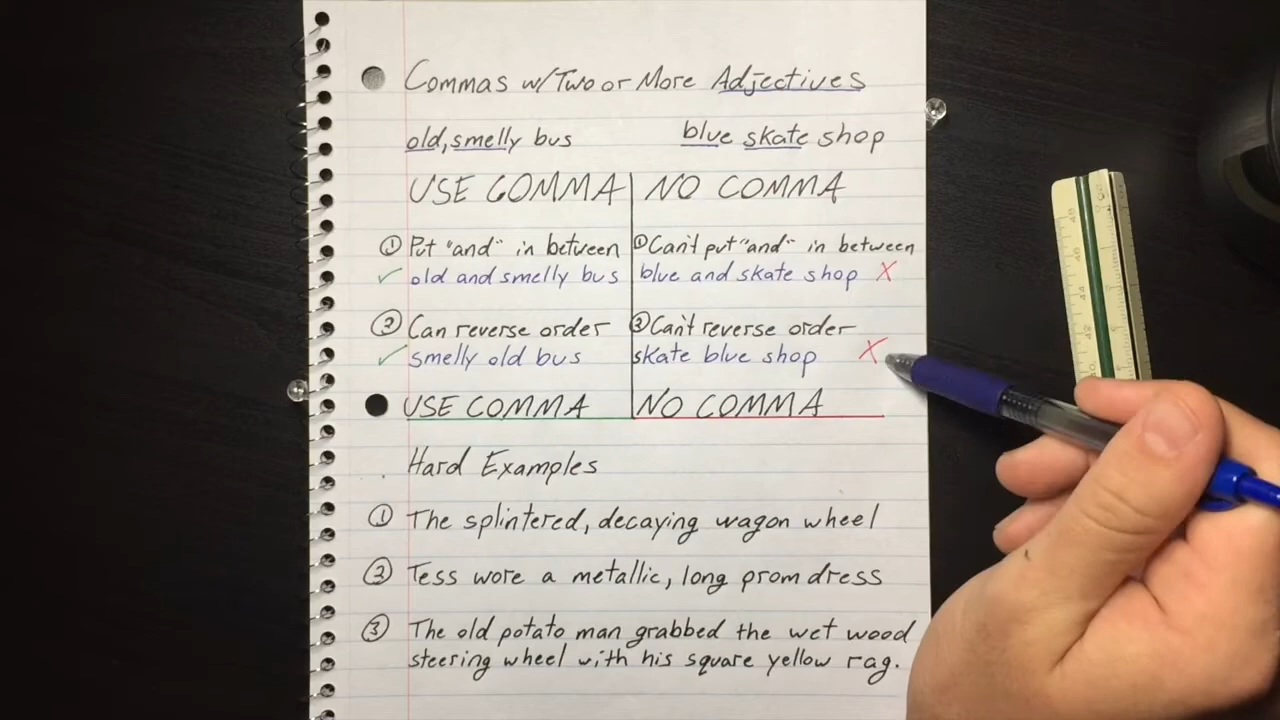 Commas w/Two or More Adjectives
old, smelly bus
blue skate shop
USE COMMA
NO COMMA
① Put "and" in between
✓ old and smelly bus
② Can reverse order
✓ smelly old bus
USE COMMA
① Can't put "and" in between
blue and skate shop X
② Can't reverse order
skate blue shop X
NO COMMA
Hard Examples
① The splintered, decaying wagon wheel
② Tess wore a metallic, long prom dress
③ The old potato man grabbed the wet wood
steering wheel with his square yellow rag.